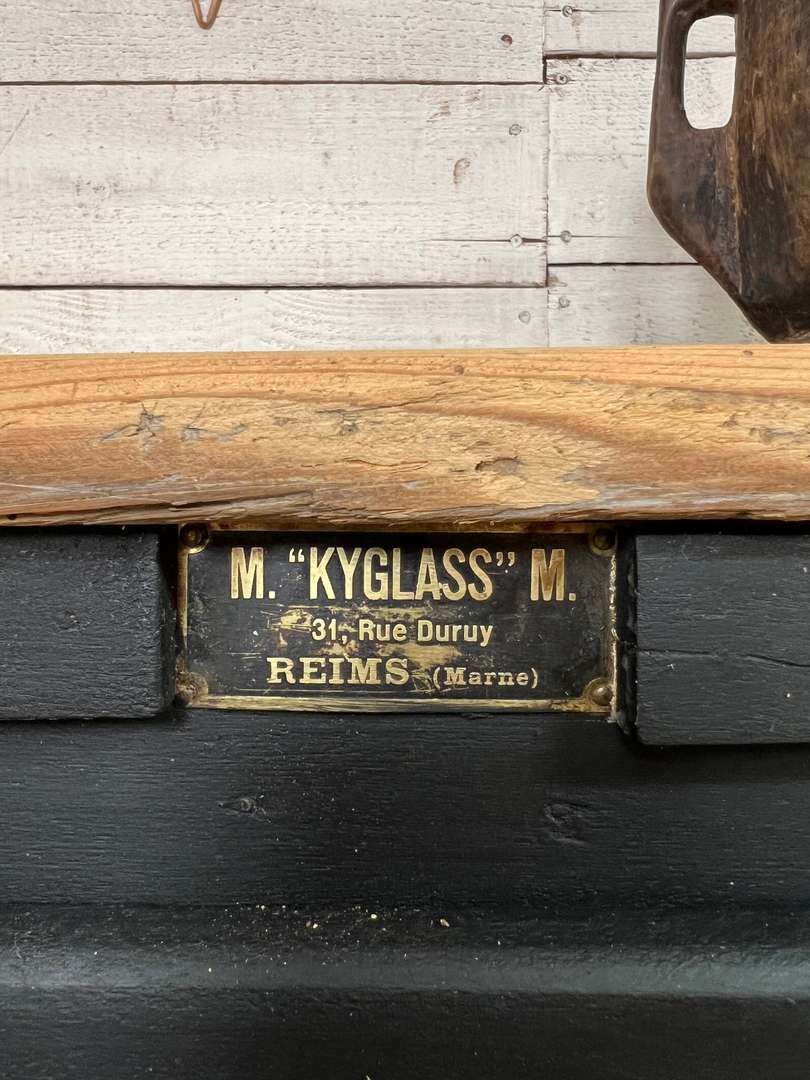 M. “KYGLASS” M.
31, Rue Duruy
REIMS (Marne)